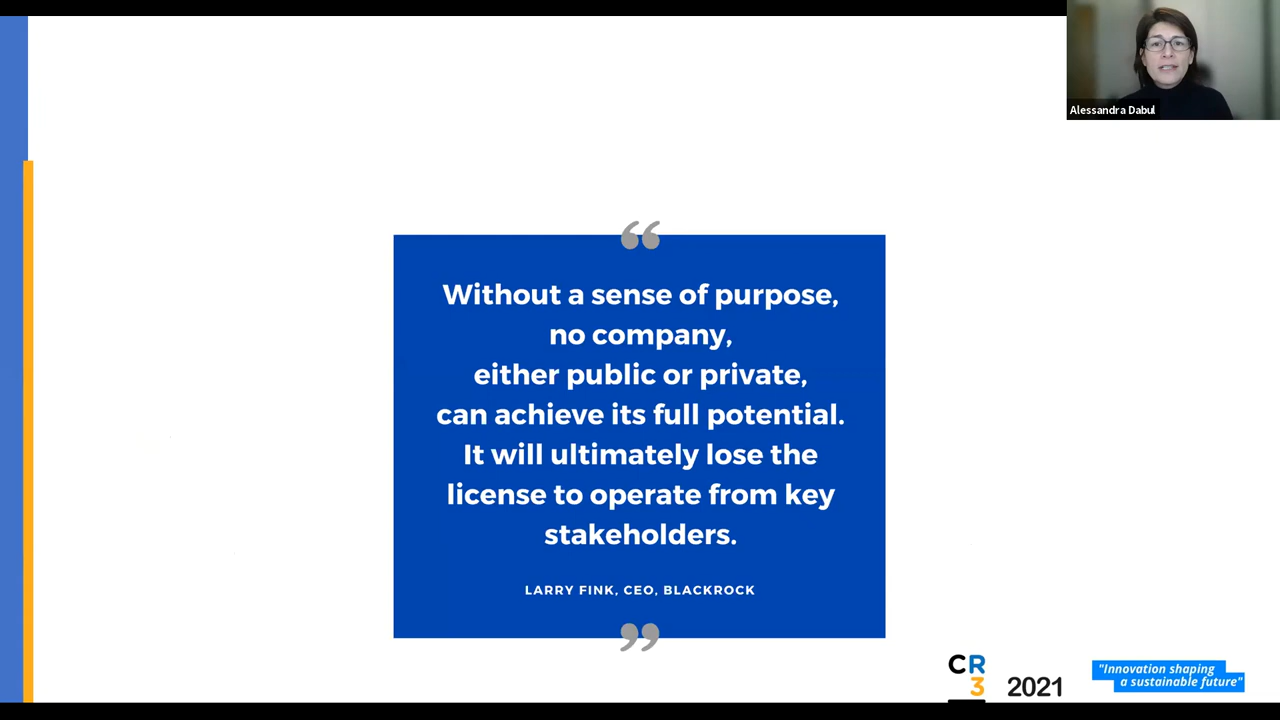 Alessandra Dabul
“
Without a sense of purpose,
no company,
either public or private,
can achieve its full potential.
It will ultimately lose the
license to operate from key
stakeholders.
LARRY FINK, CEO, BLACKROCK
”
CR
3
2021
"Innovation shaping
a sustainable future"